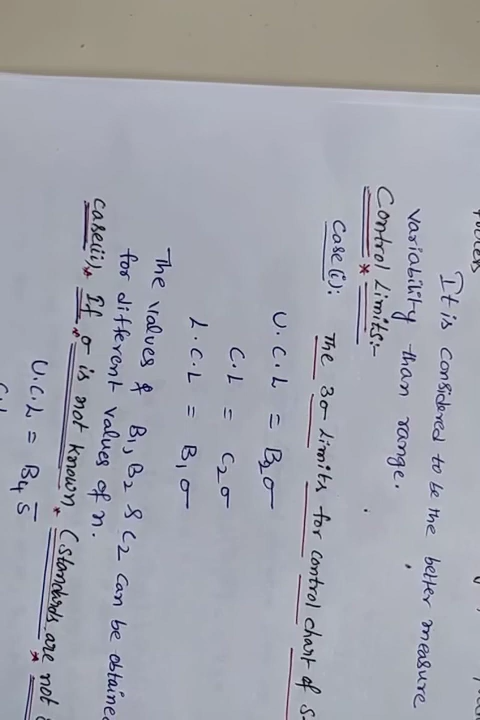 It is considered to be the better measure
variability than range.
Control Limits:-
Case(i): The 3σ Limits for control chart of S-
U.C.L = B2σ
C.L = C2σ
L.C.L = B1σ
The values of B1, B2 & C2 can be obtained
for different values of n.
case(ii) If σ is not known (Standards are not
U.C.L = B4 s̄